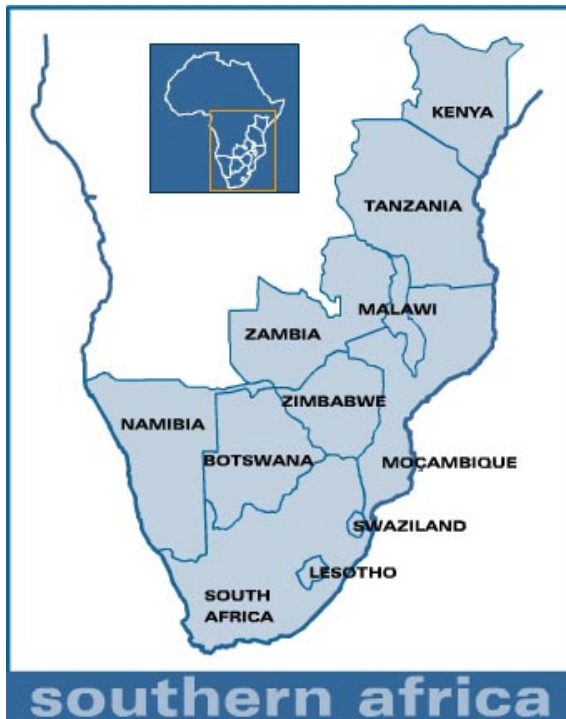 KENYA
TANZANIA
MALAWI
ZAMBIA
ZIMBABWE
NAMIBIA
BOTSWANA
MOÇAMBIQUE
SWAZILAND
LESOTHO
SOUTH
AFRICA
southern africa